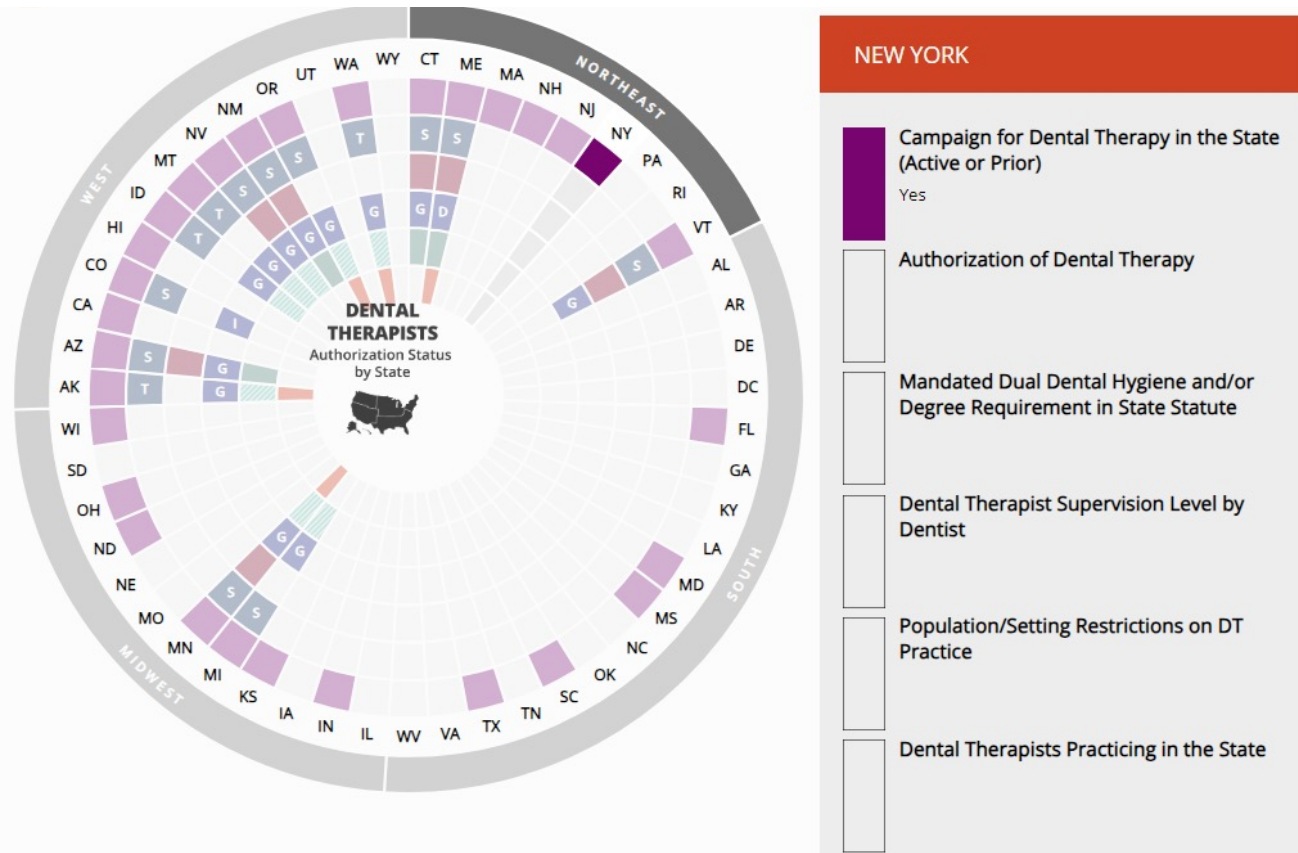 NORTHEAST
SOUTH
MIDWEST
WEST
CT
ME
MA
NH
NJ
NY
PA
RI
VT
AL
AR
DE
DC
FL
GA
KY
LA
MD
MS
NC
OK
SC
TN
TX
VA
WV
IL
IN
IA
KS
MI
MN
MO
NE
ND
OH
SD
WI
AK
AZ
CA
CO
HI
ID
MT
NV
NM
OR
UT
WA
WY
S
S
G
D
S
G
S
G
S
G
T
G
S
G
S
I
T
G
T
G
S
G
S
G
S
G
T
G
DENTAL
THERAPISTS
Authorization Status
by State
NEW YORK
Campaign for Dental Therapy in the State
(Active or Prior)
Yes
Authorization of Dental Therapy
Mandated Dual Dental Hygiene and/or
Degree Requirement in State Statute
Dental Therapist Supervision Level by
Dentist
Population/Setting Restrictions on DT
Practice
Dental Therapists Practicing in the State